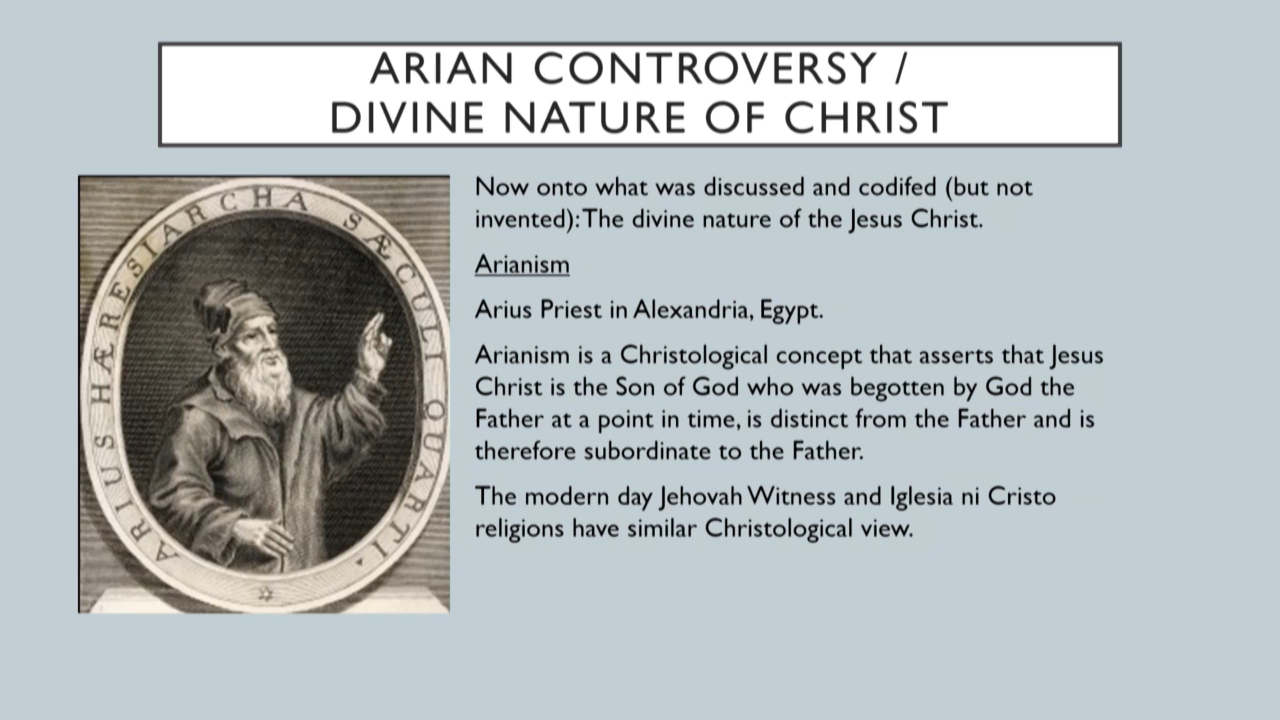 ARIAN CONTROVERSY /
DIVINE NATURE OF CHRIST
ARIUS HÆRESIARCHA SÆCULI QUARTI.
Now onto what was discussed and codifed (but not
invented): The divine nature of the Jesus Christ.
Arianism
Arius Priest in Alexandria, Egypt.
Arianism is a Christological concept that asserts that Jesus
Christ is the Son of God who was begotten by God the
Father at a point in time, is distinct from the Father and is
therefore subordinate to the Father.
The modern day Jehovah Witness and Iglesia ni Cristo
religions have similar Christological view.